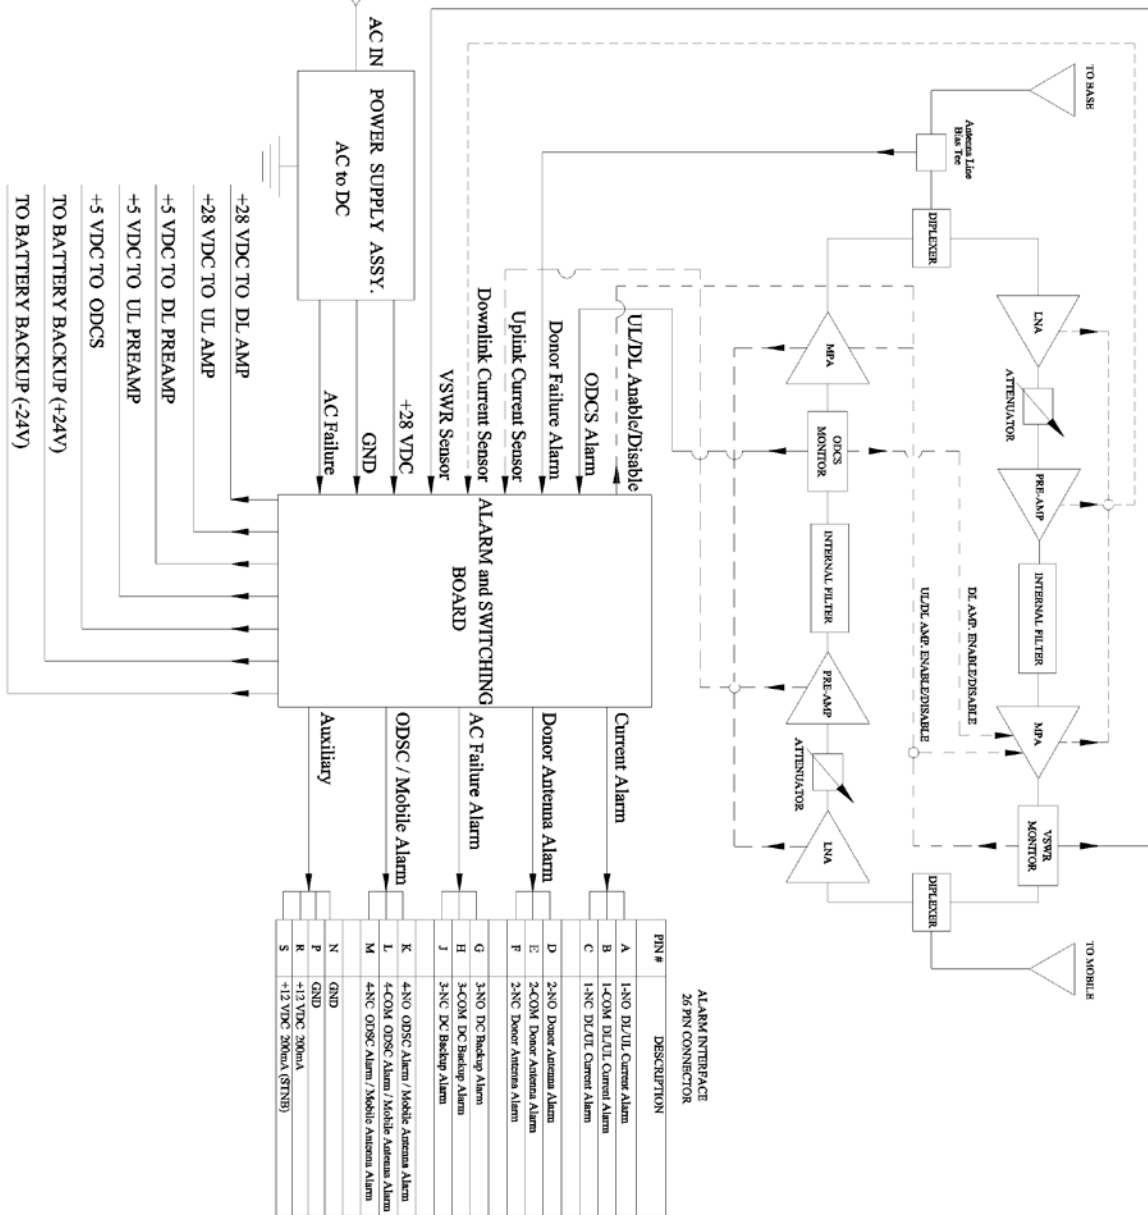 TO BASE
Antenna Line
Bias Tee
DIPLEXER
LNA
ATTENUATOR
PRE-AMP
INTERNAL FILTER
MPA
VSWR
MONITOR
DIPLEXER
TO MOBILE
MPA
ODCS
MONITOR
INTERNAL FILTER
PRE-AMP
ATTENUATOR
LNA
DL AMP. ENABLE/DISABLE
UL/DL AMP. ENABLE/DISABLE
AC IN
POWER SUPPLY ASSY.
AC to DC
UL/DL Anable/Disable
ODCS Alarm
Donor Failure Alarm
Uplink Current Sensor
Downlink Current Sensor
VSWR Sensor
+28 VDC
GND
AC Failure
ALARM and SWITCHING
BOARD
+28 VDC TO DL AMP
+28 VDC TO UL AMP
+5 VDC TO DL PREAMP
+5 VDC TO UL PREAMP
+5 VDC TO ODCS
TO BATTERY BACKUP (+24V)
TO BATTERY BACKUP (-24V)
Current Alarm
Donor Antenna Alarm
AC Failure Alarm
ODSC / Mobile Alarm
Auxiliary
ALARM INTERFACE
26 PIN CONNECTOR
PIN # DESCRIPTION
A 1-NO DL/UL Current Alarm
B 1-COM DL/UL Current Alarm
C 1-NC DL/UL Current Alarm
D 2-NO Donor Antenna Alarm
E 2-COM Donor Antenna Alarm
F 2-NC Donor Antenna Alarm
G 3-NO DC Backup Alarm
H 3-COM DC Backup Alarm
J 3-NC DC Backup Alarm
K 4-NO ODSC Alarm / Mobile Antenna Alarm
L 4-COM ODSC Alarm / Mobile Antenna Alarm
M 4-NC ODSC Alarm / Mobile Antenna Alarm
N GND
P GND
R +12 VDC 200mA
S +12 VDC 200mA (STNB)